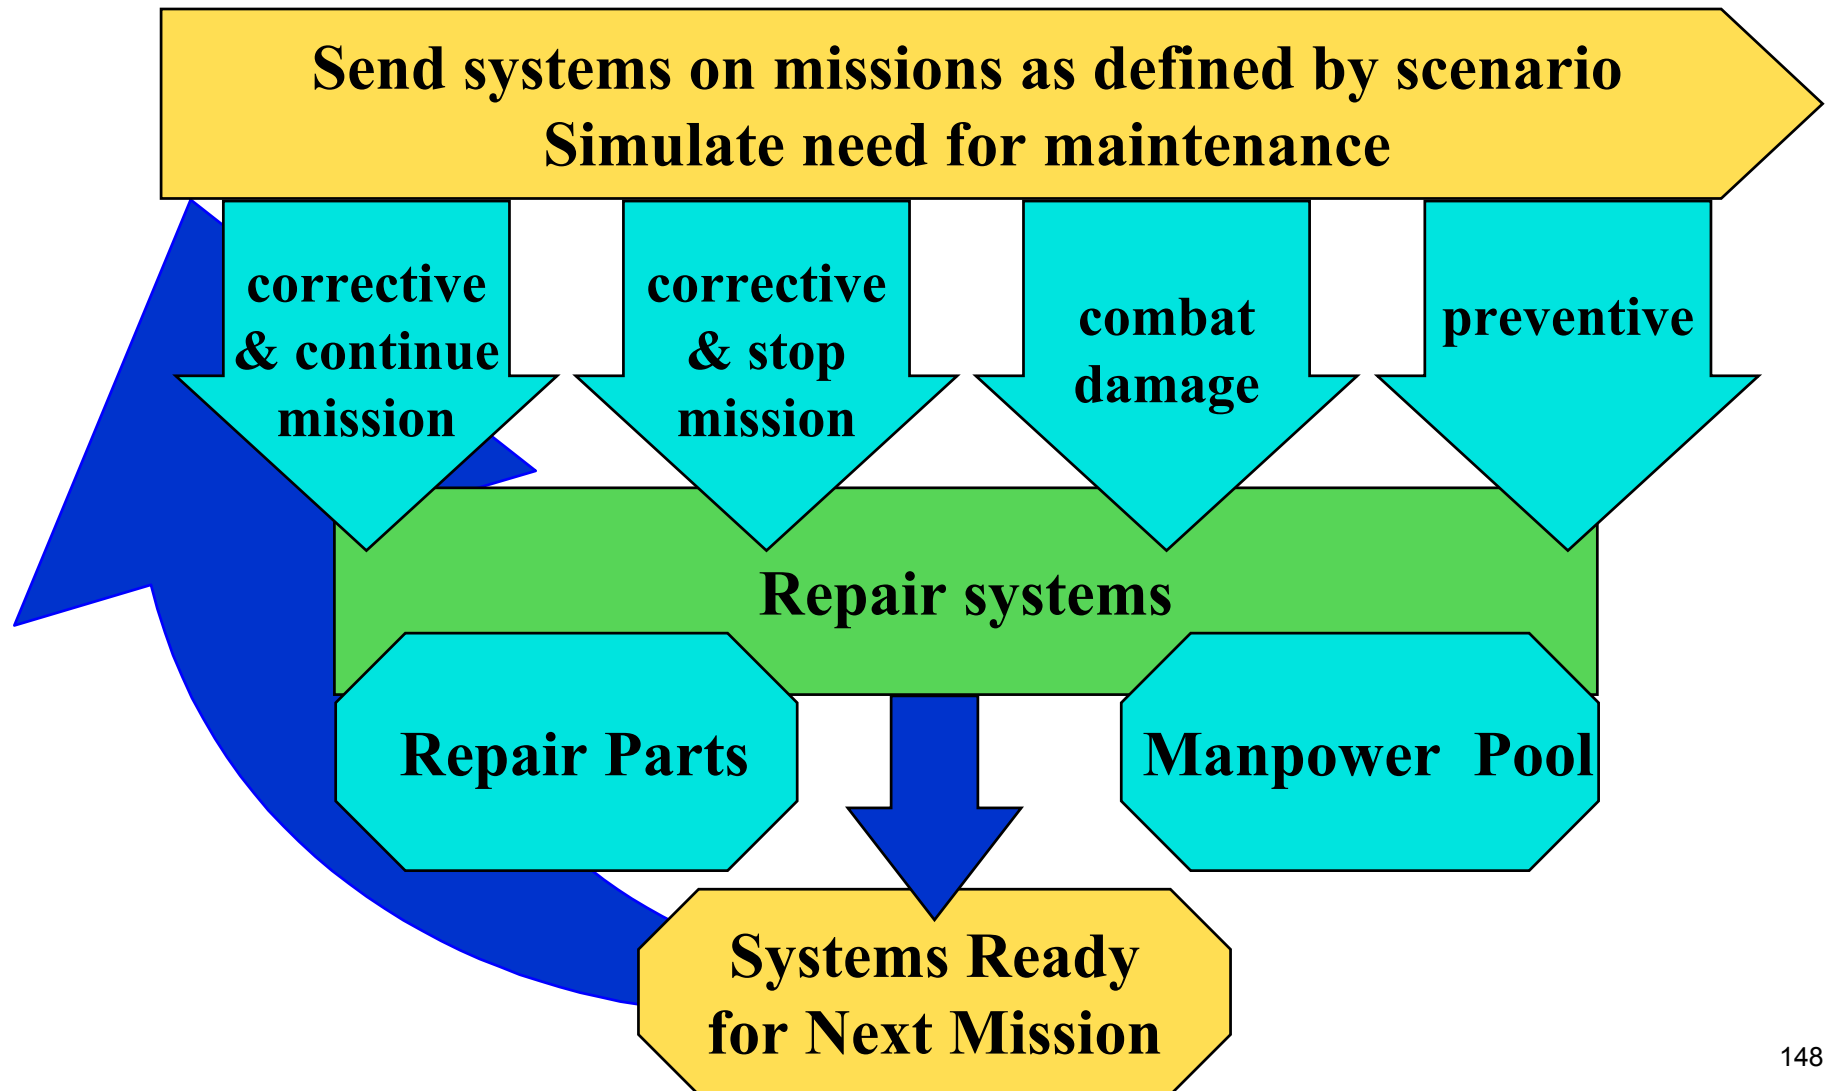 Send systems on missions as defined by scenario
Simulate need for maintenance
corrective
& continue
mission
corrective
& stop
mission
combat
damage
preventive
Repair systems
Repair Parts
Manpower  Pool
Systems Ready
for Next Mission
148